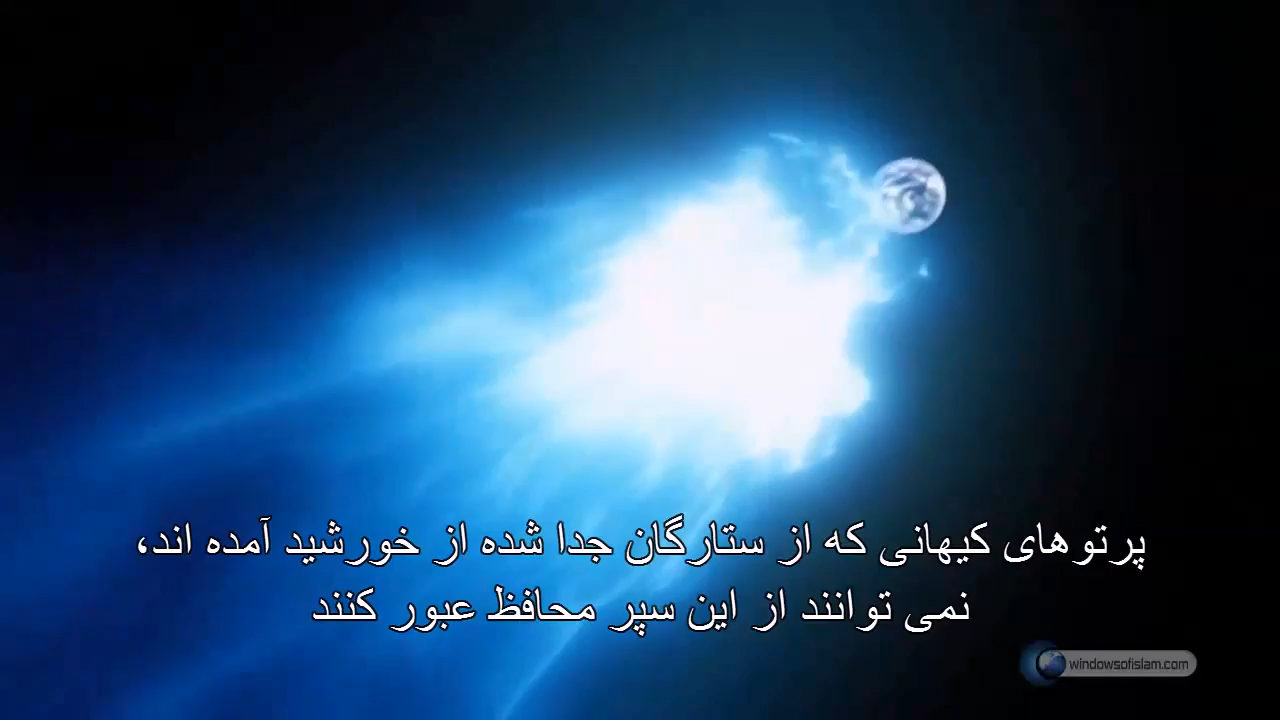 پرتوهای کیهانی که از ستارگان جدا شده از خورشید آمده اند،
نمی توانند از این سپر محافظ عبور کنند
windowsofislam.com